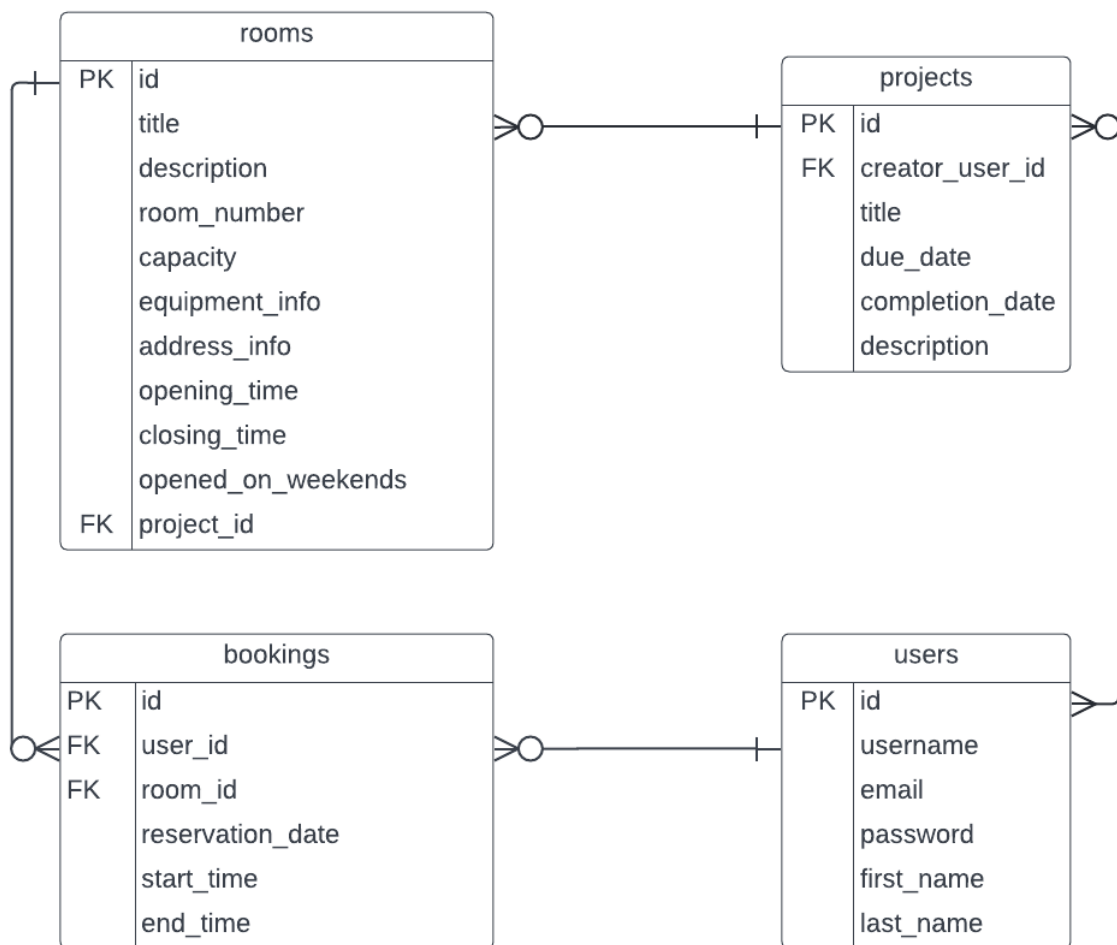 rooms
PK id
title
description
room_number
capacity
equipment_info
address_info
opening_time
closing_time
opened_on_weekends
FK project_id
projects
PK id
FK creator_user_id
title
due_date
completion_date
description
bookings
PK id
FK user_id
FK room_id
reservation_date
start_time
end_time
users
PK id
username
email
password
first_name
last_name